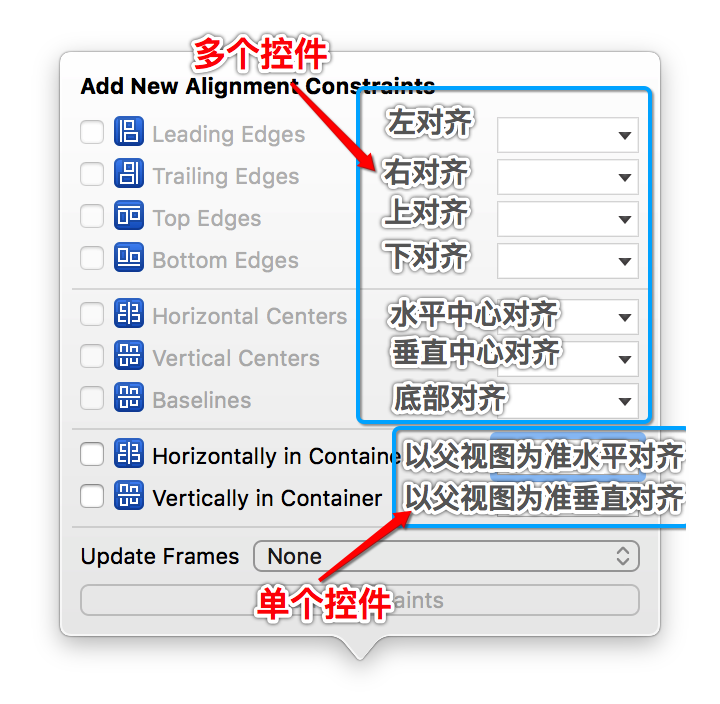 多个控件
Add New Alignment Constraints
Leading Edges 左对齐
Trailing Edges 右对齐
Top Edges 上对齐
Bottom Edges 下对齐
Horizontal Centers 水平中心对齐
Vertical Centers 垂直中心对齐
Baselines 底部对齐
Horizontally in Containe 以父视图为准水平对齐
Vertically in Container 以父视图为准垂直对齐
Update Frames None
单个控件 aints